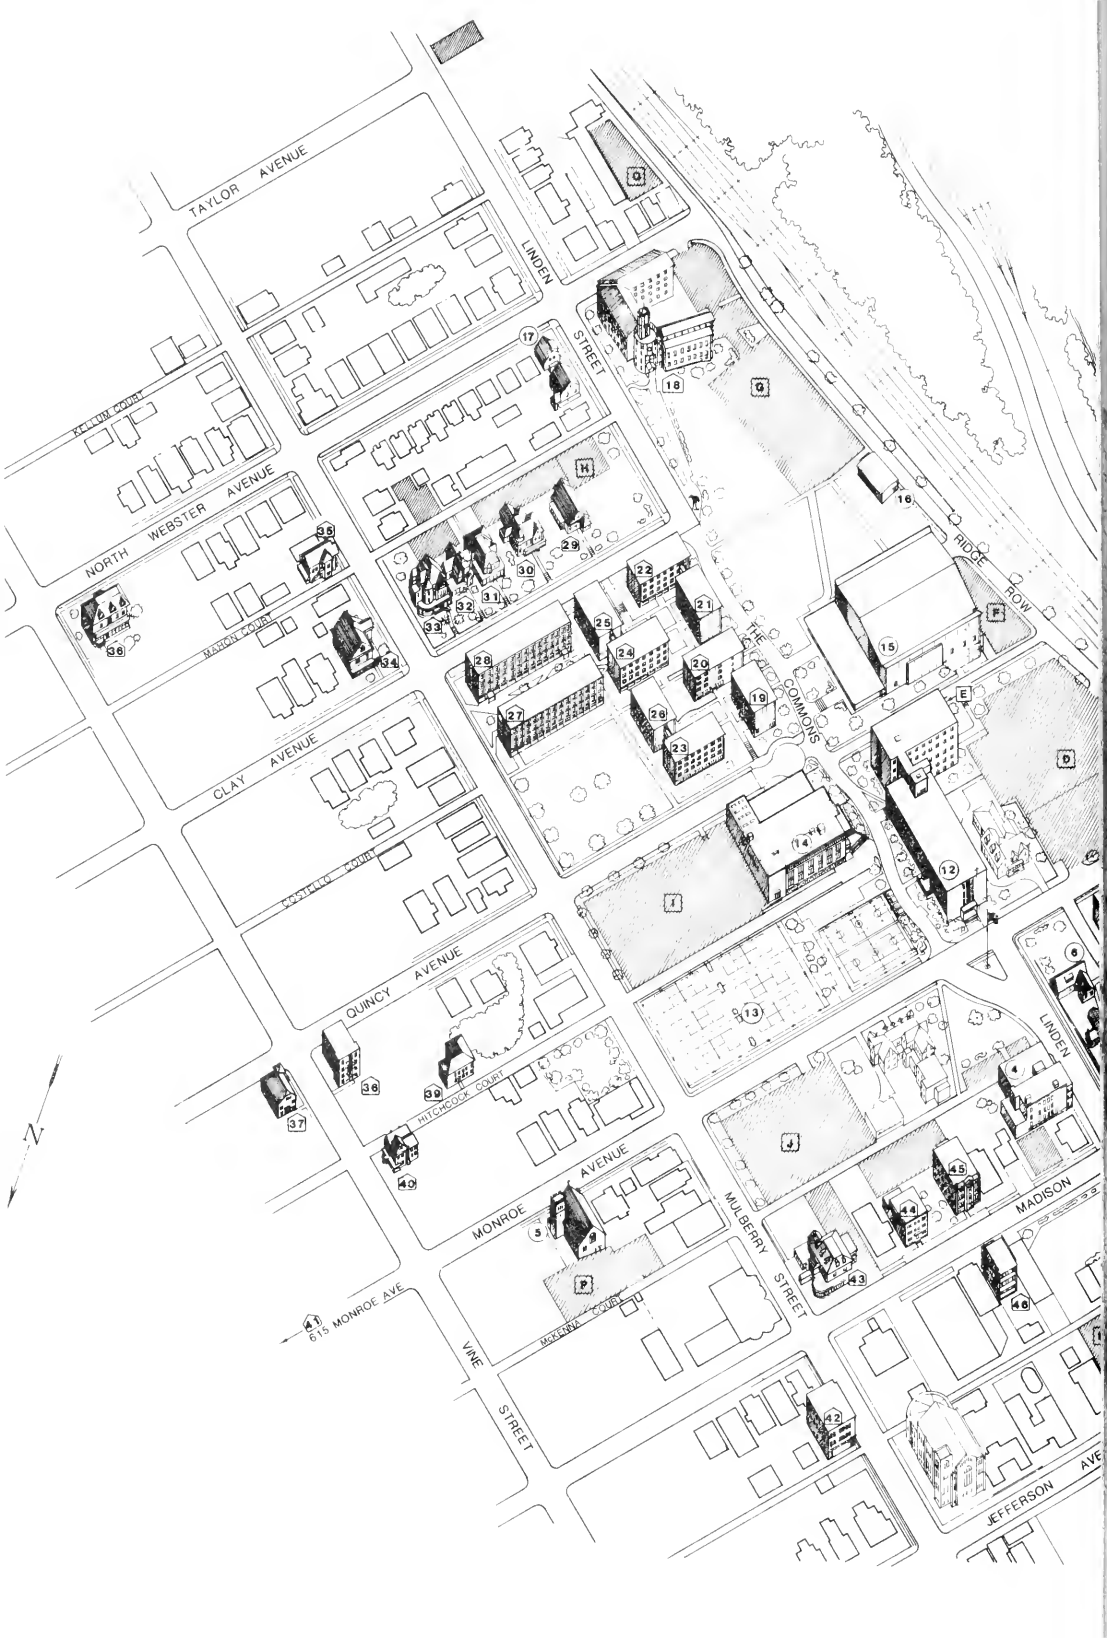 TAYLOR AVENUE
O
LINDEN STREET
17
18
G
KELLUM COURT
H
16
NORTH WEBSTER AVENUE
35
RIDGE ROW
29
30
22
31
21
32
F
33
25
36
MAHON COURT
THE COMMONS
15
24
28
20
34
E
19
26
27
23
CLAY AVENUE
D
14
12
COSTELLO COURT
I
6
QUINCY AVENUE
13
LINDEN
4
38
39
HITCHCOCK COURT
37
N
J
40
45
MONROE AVENUE
MADISON
44
5
MULBERRY STREET
43
P
46
McKENNA COURT
41
615 MONROE AVE
VINE STREET
42
JEFFERSON AVE